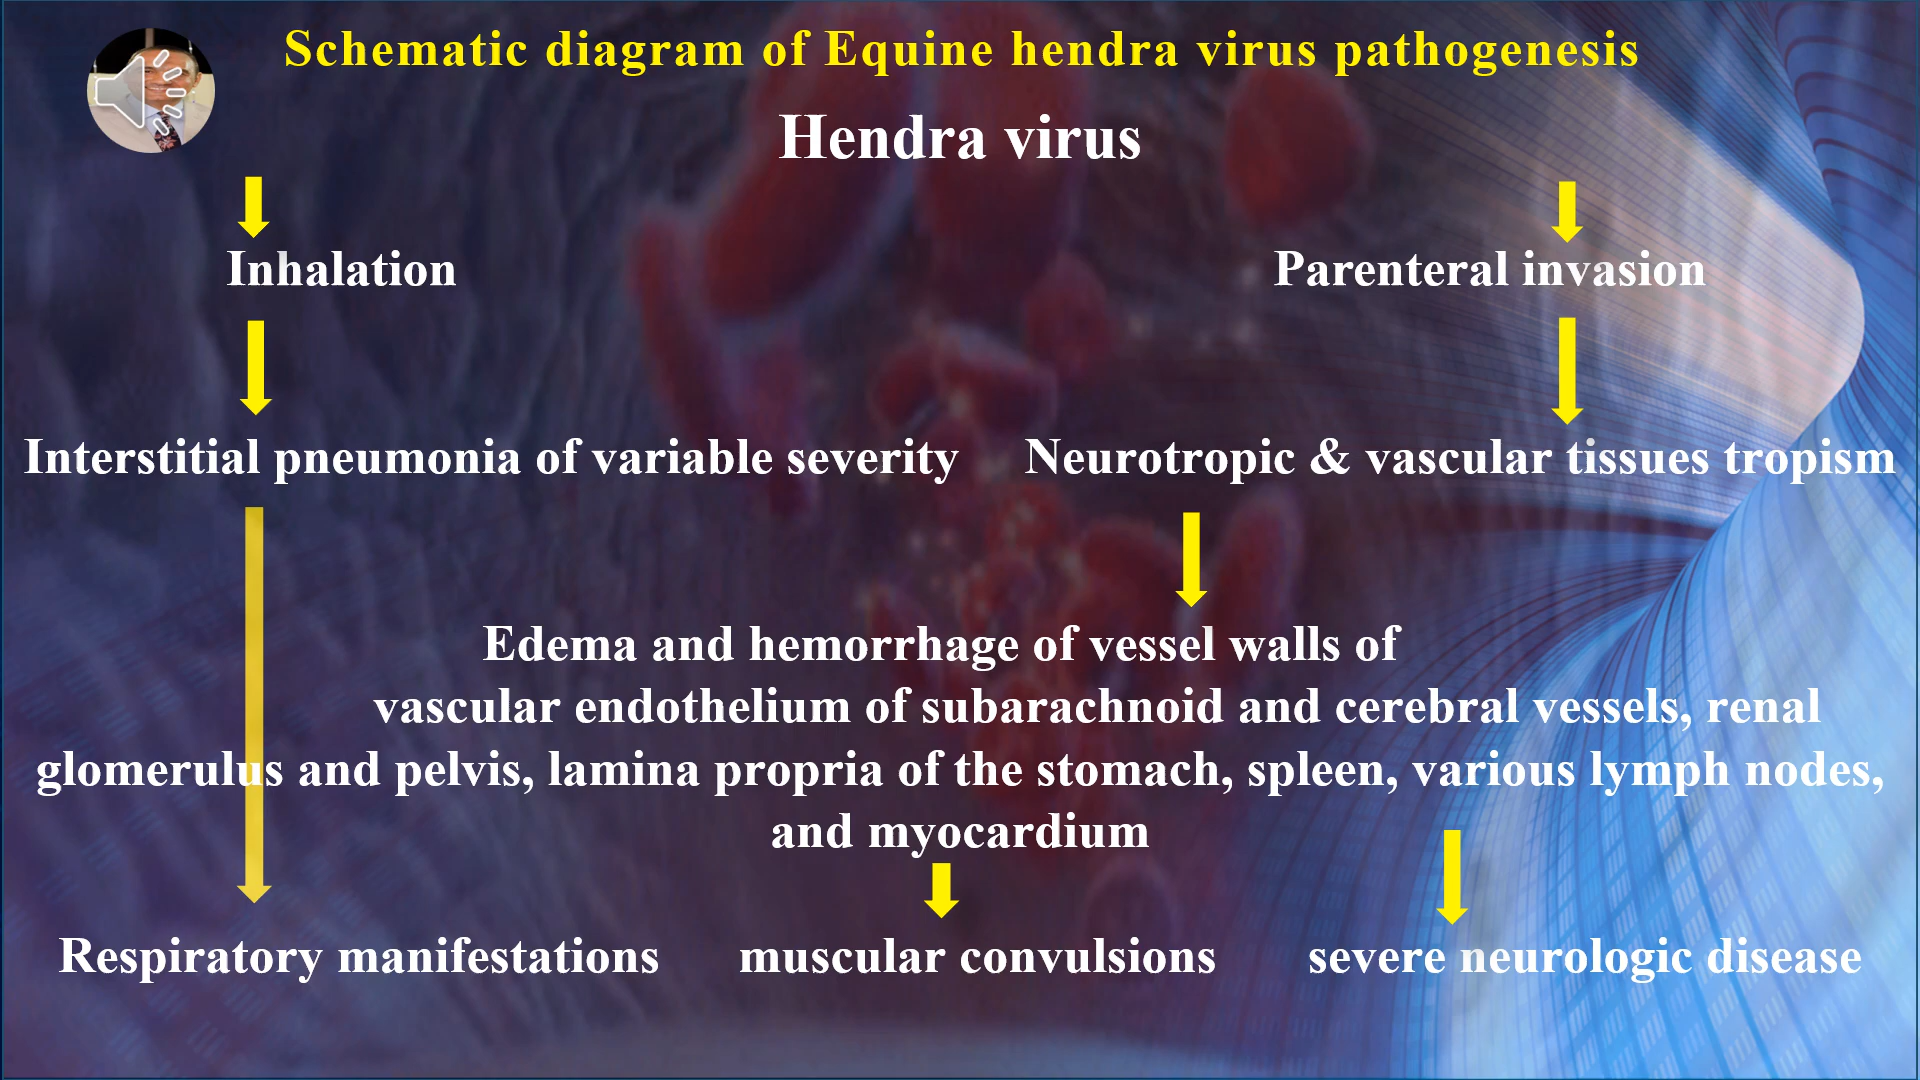 Schematic diagram of Equine hendra virus pathogenesis
Hendra virus
Inhalation
Parenteral invasion
Interstitial pneumonia of variable severity
Neurotropic & vascular tissues tropism
Edema and hemorrhage of vessel walls of
vascular endothelium of subarachnoid and cerebral vessels, renal
glomerulus and pelvis, lamina propria of the stomach, spleen, various lymph nodes,
and myocardium
Respiratory manifestations
muscular convulsions
severe neurologic disease